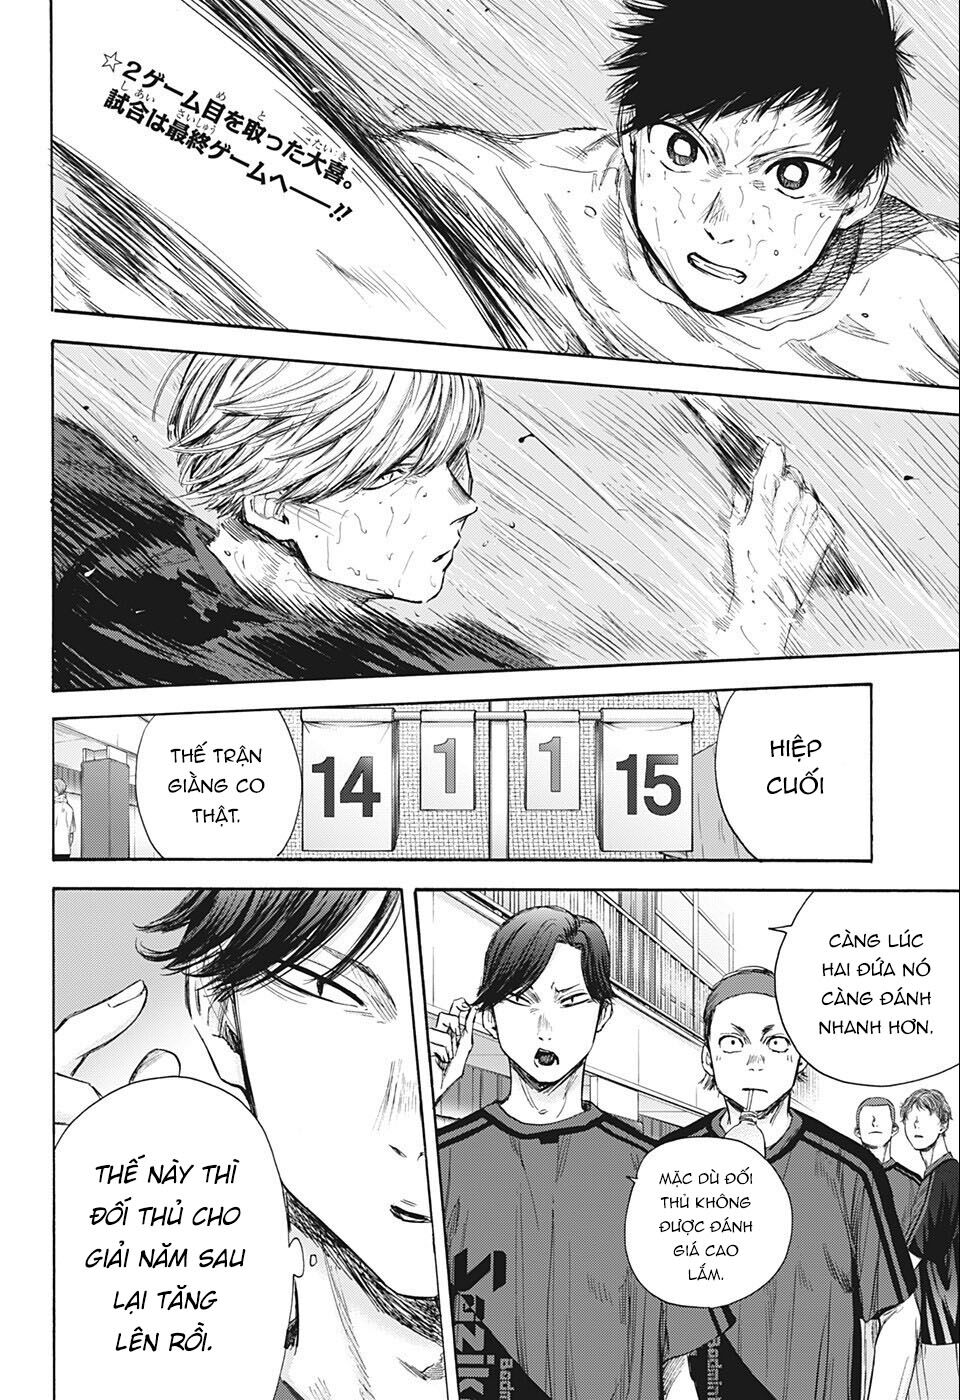 ☆2ゲーム目を取った大喜。
試合は最終ゲームへ——!!
HIỆP
CUỐI
14
1
1
15
THẾ TRẬN
GIẰNG CO
THẬT.
CÀNG LÚC
HAI ĐỨA NÓ
CÀNG ĐÁNH
NHANH HƠN.
MẶC DÙ ĐỐI
THỦ KHÔNG
ĐƯỢC ĐÁNH
GIÁ CAO
LẮM.
THẾ NÀY THÌ
ĐỐI THỦ CHO
GIẢI NĂM SAU
LẠI TĂNG
LÊN RỒI.
Sazik
Badm
Badmin